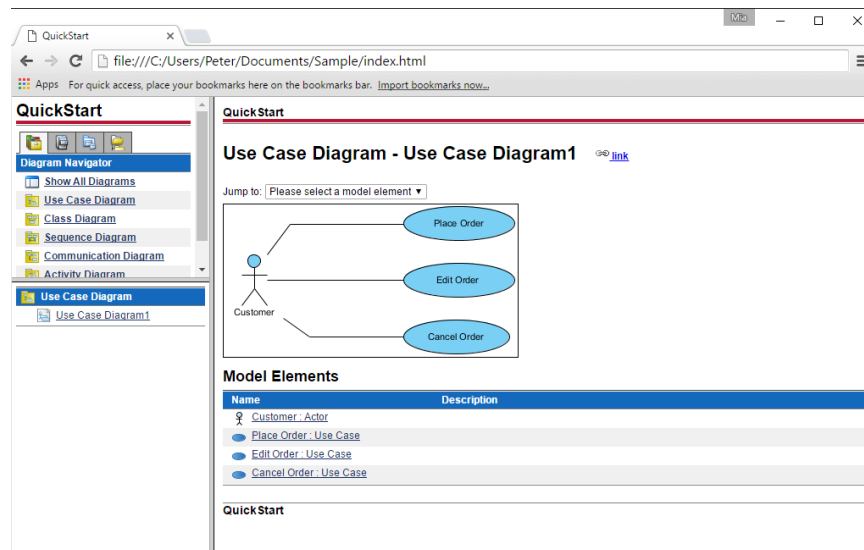 Mia
QuickStart
file:///C:/Users/Peter/Documents/Sample/index.html
Apps For quick access, place your bookmarks here on the bookmarks bar. Import bookmarks now...
QuickStart
Diagram Navigator
Show All Diagrams
Use Case Diagram
Class Diagram
Sequence Diagram
Communication Diagram
Activity Diagram
Use Case Diagram
Use Case Diagram1
QuickStart
Use Case Diagram - Use Case Diagram1 link
Jump to: Please select a model element
Place Order
Edit Order
Customer
Cancel Order
Model Elements
Name Description
Customer : Actor
Place Order : Use Case
Edit Order : Use Case
Cancel Order : Use Case
QuickStart